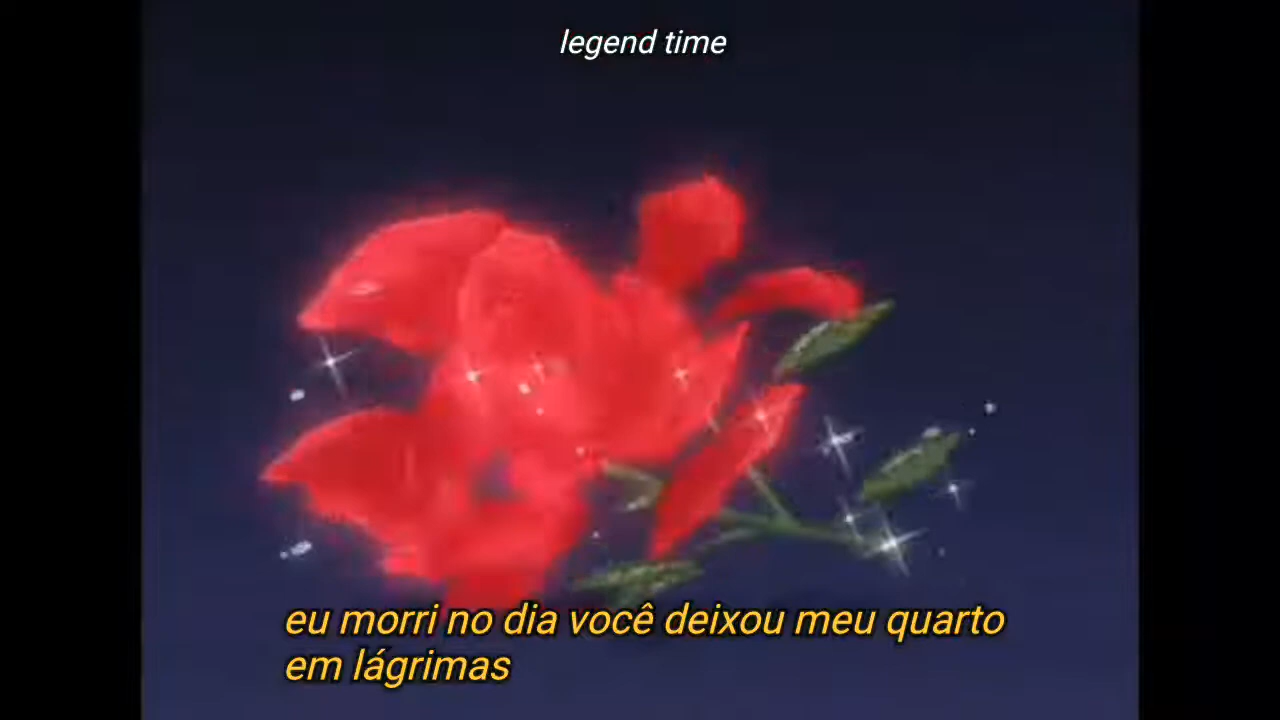 legend time
eu morri no dia você deixou meu quarto
em lágrimas